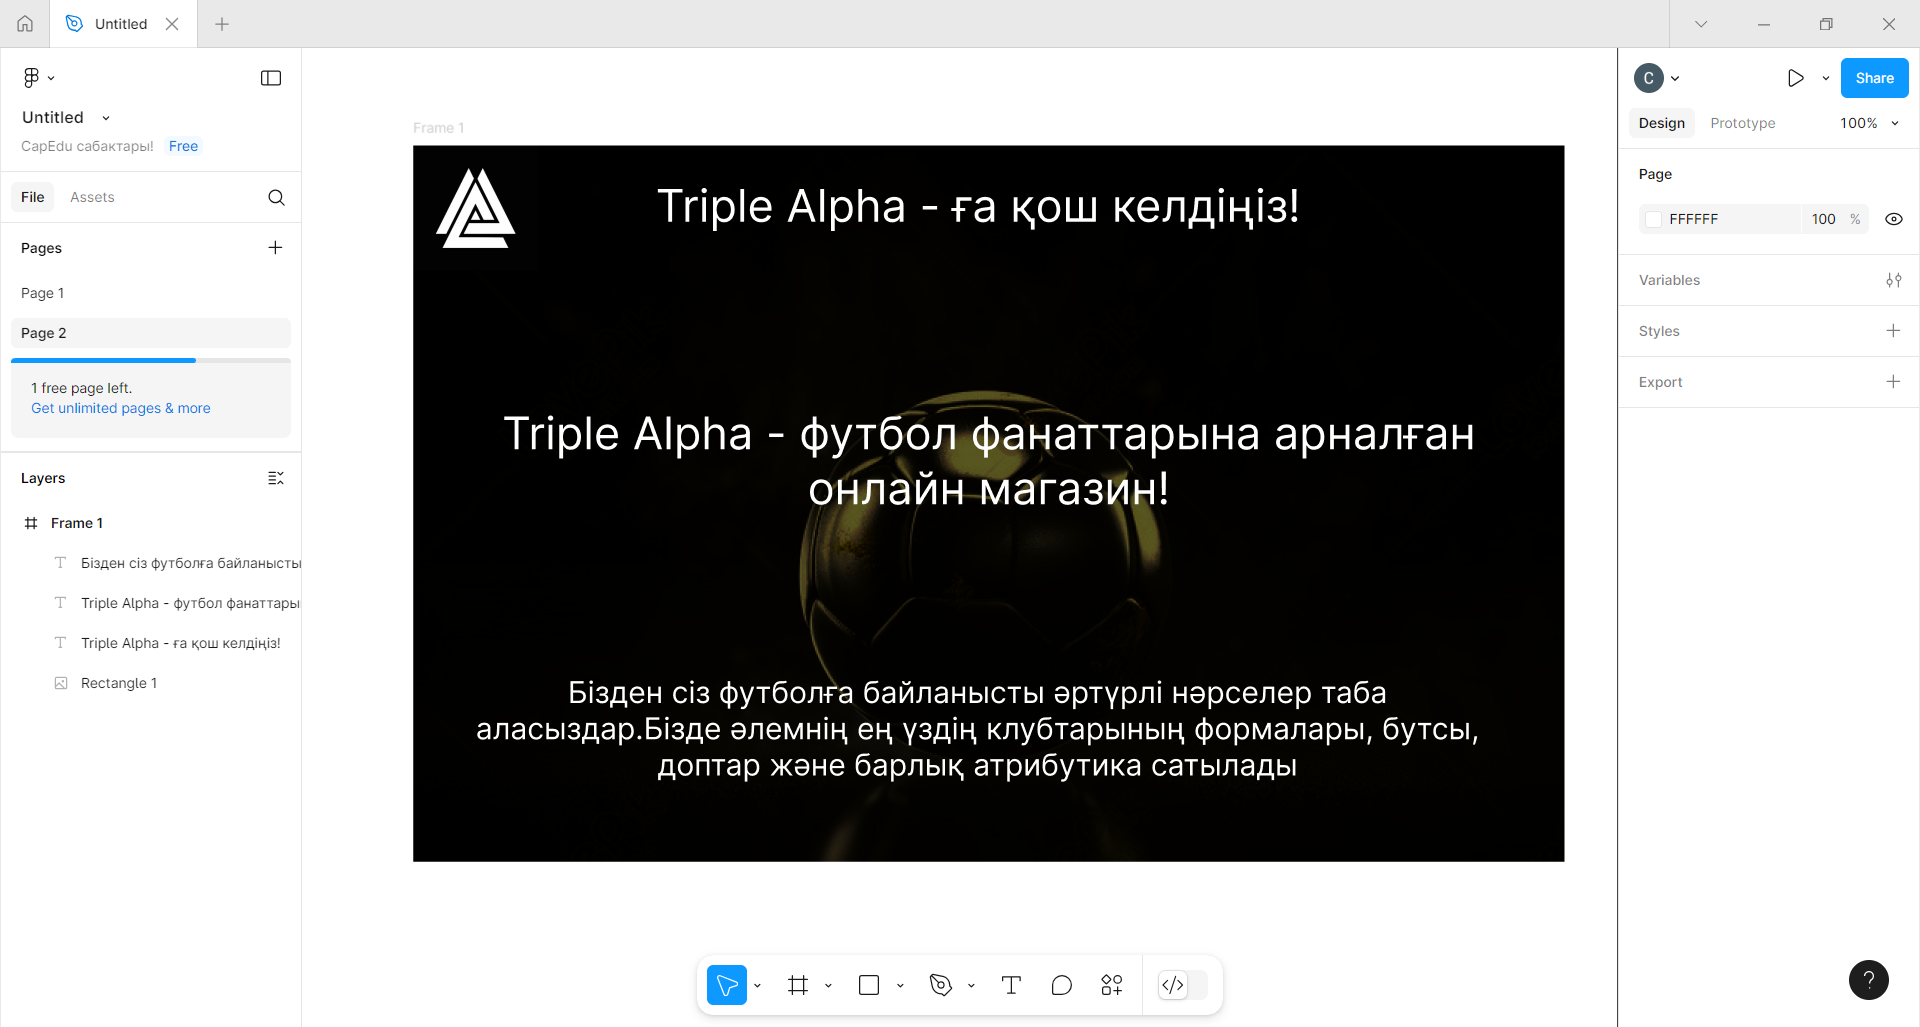 Untitled
Untitled
CapEdu сабактары! Free
File Assets
Pages
Page 1
Page 2
1 free page left.
Get unlimited pages & more
Layers
Frame 1
Бізден сіз футболға байланысты
Triple Alpha - футбол фанаттары
Triple Alpha - ға қош келдіңіз!
Rectangle 1
Frame 1
Triple Alpha - ға қош келдіңіз!
Triple Alpha - футбол фанаттарына арналған
онлайн магазин!
Бізден сіз футболға байланысты әртүрлі нәрселер таба
аласыздар.Бізде әлемнің ең үздің клубтарының формалары, бутсы,
доптар және барлық атрибутика сатылады
C
Share
Design Prototype 100%
Page
FFFFFF 100 %
Variables
Styles
Export
?